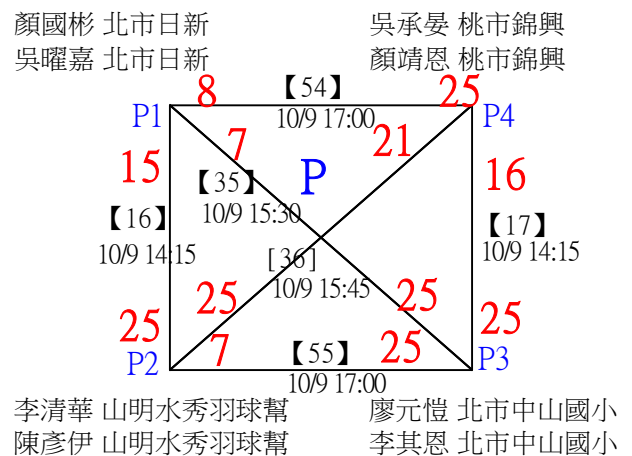 顏國彬 北市日新
吳曜嘉 北市日新
吳承晏 桃市錦興
顏靖恩 桃市錦興
8
【54】
25
P1
10/9 17:00
P4
7
21
15
【35】
P
16
10/9 15:30
【16】
【17】
10/9 14:15
10/9 14:15
[36]
10/9 15:45
25
25
25
25
P2
7
【55】
25
P3
10/9 17:00
李清華 山明水秀羽球幫
陳彥伊 山明水秀羽球幫
廖元愷 北市中山國小
李其恩 北市中山國小